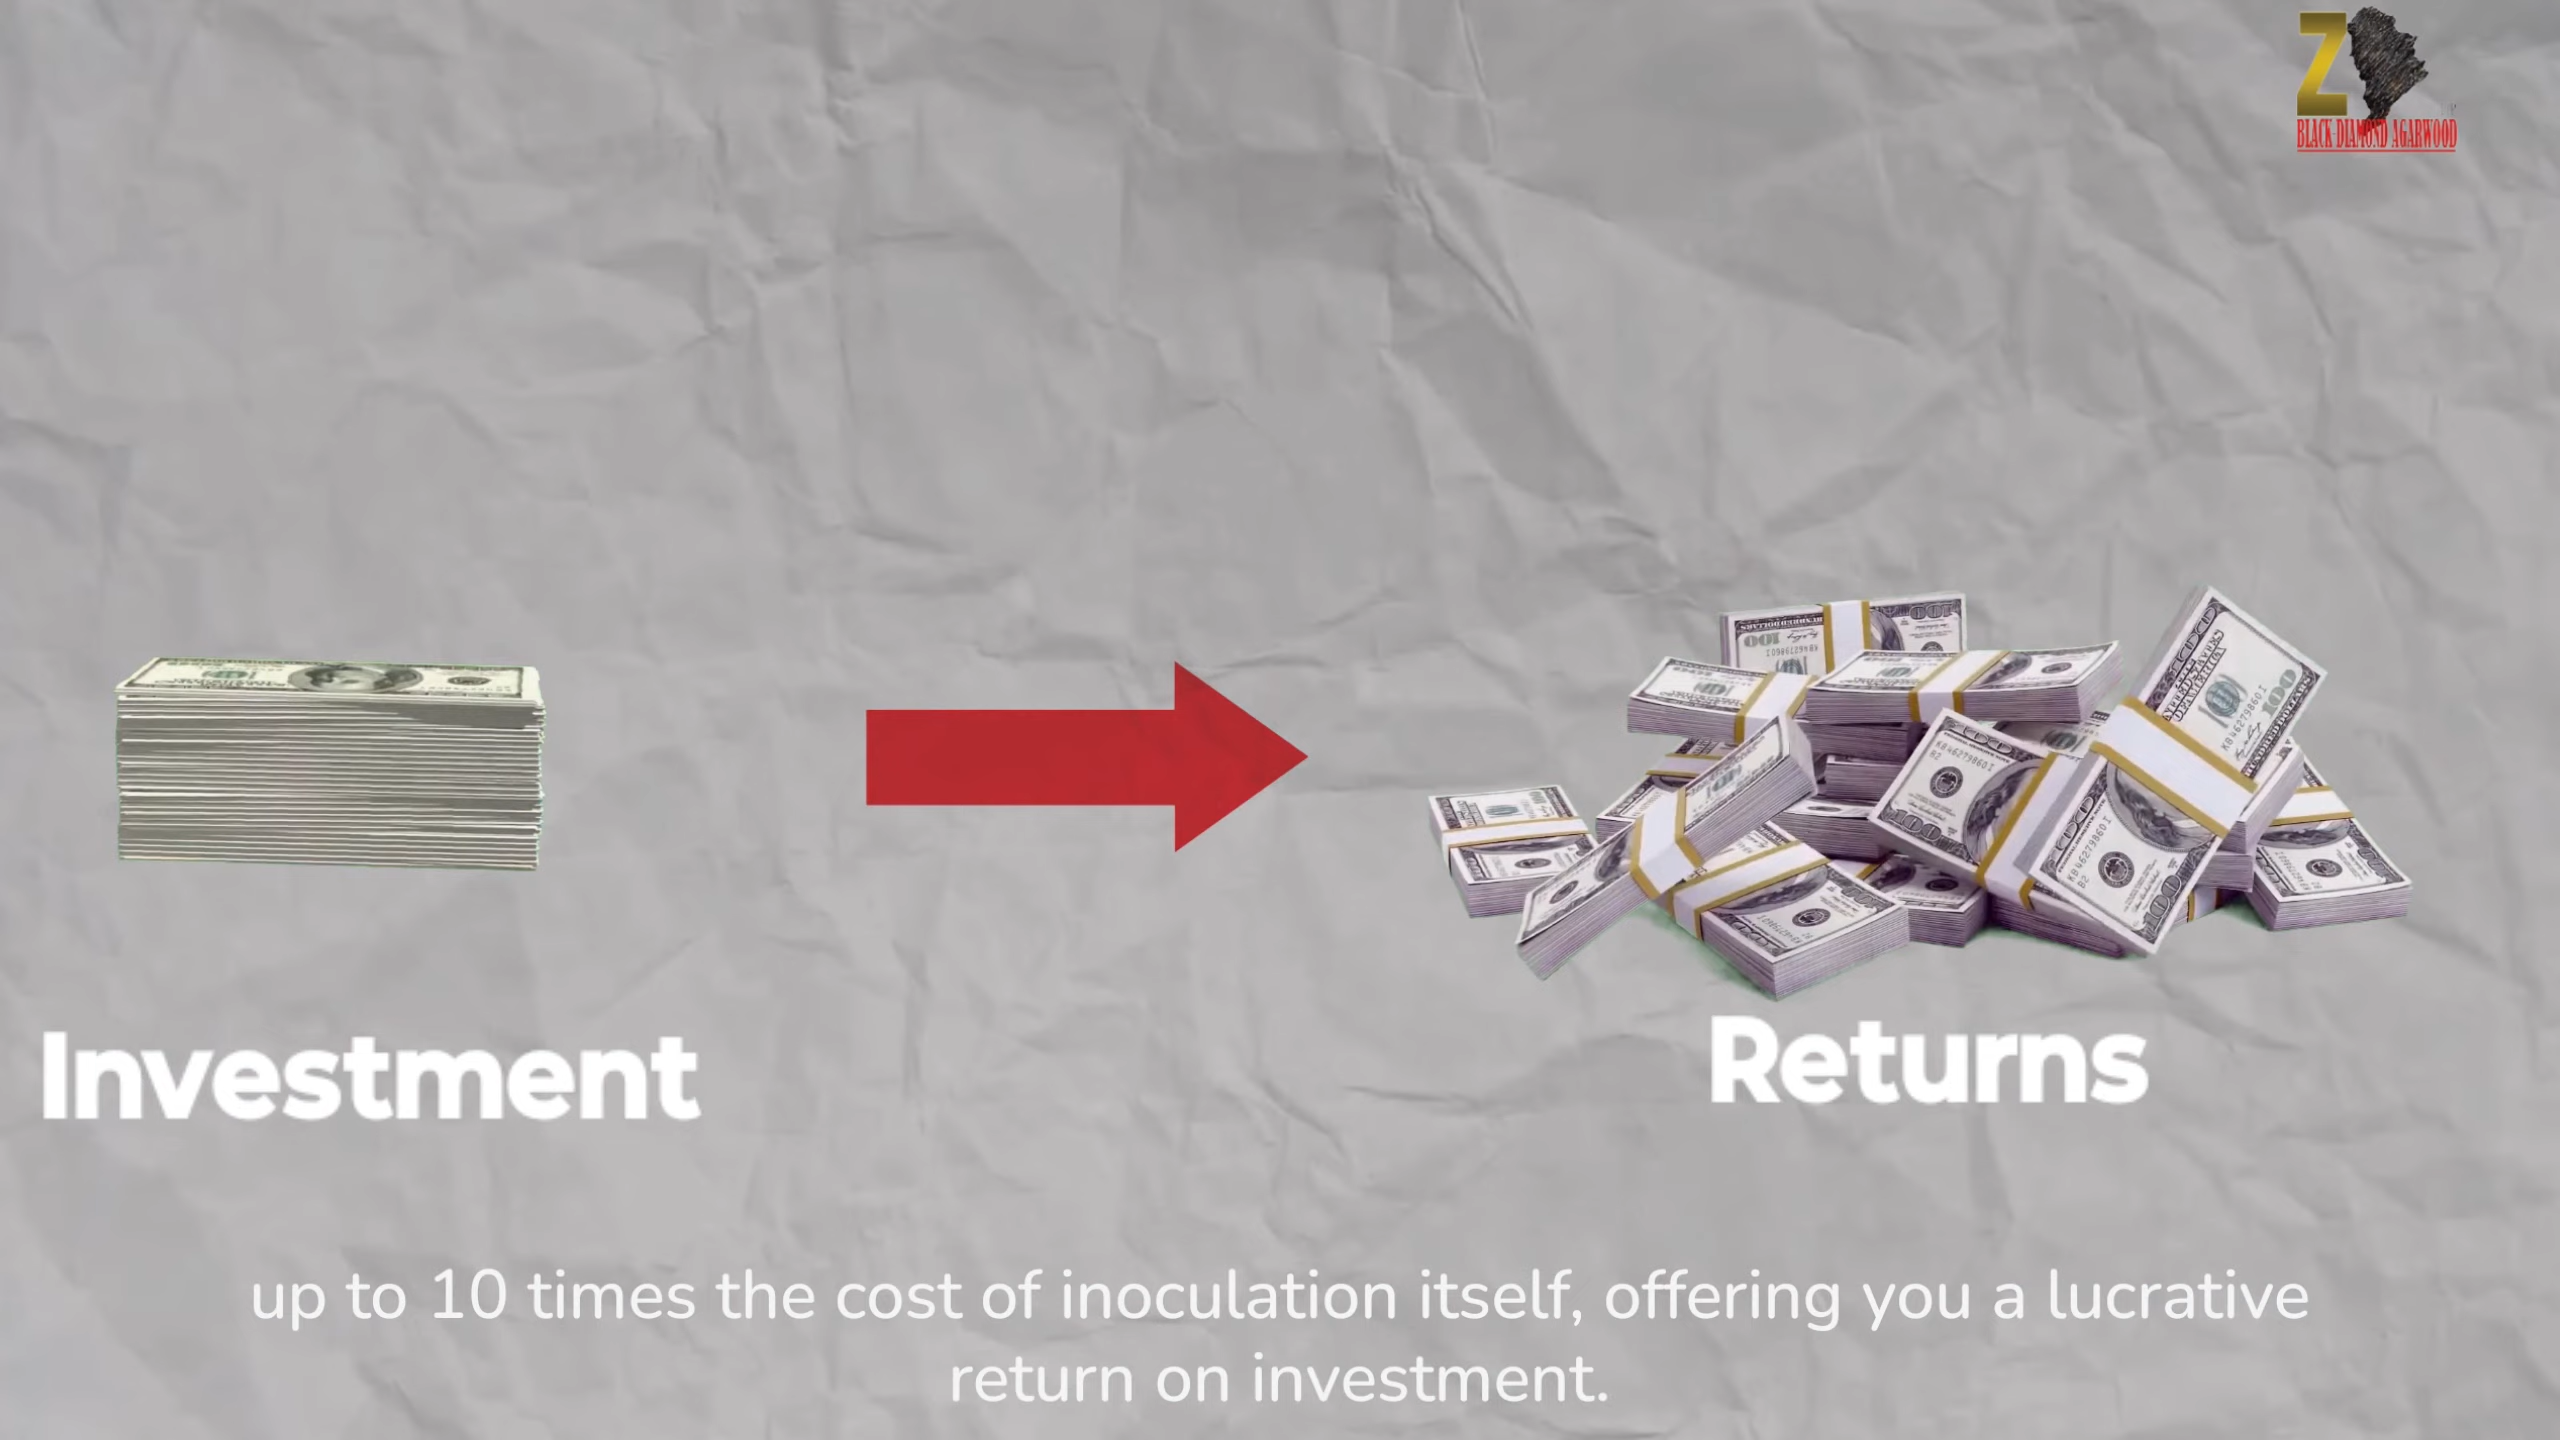 Z
BLACK-DIAMOND AGARWOOD
Investment
Returns
up to 10 times the cost of inoculation itself, offering you a lucrative
return on investment.